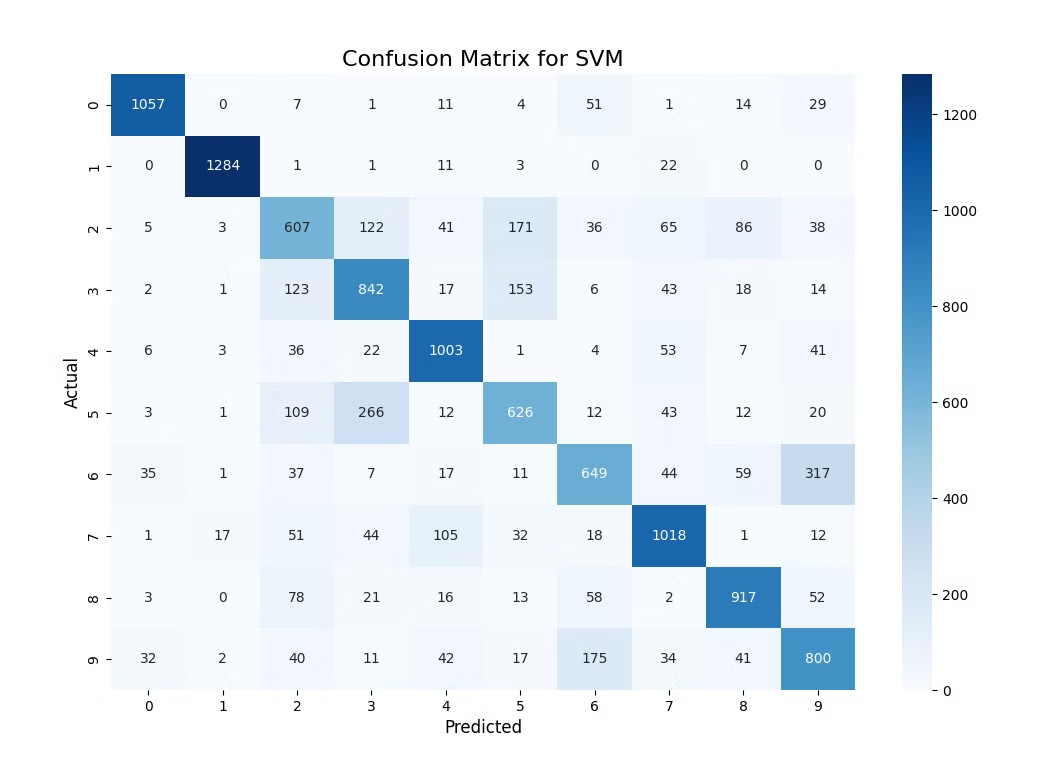 Confusion Matrix for SVM
0 1057 0 7 1 11 4 51 1 14 29
1 0 1284 1 1 11 3 0 22 0 0
2 5 3 607 122 41 171 36 65 86 38
3 2 1 123 842 17 153 6 43 18 14
4 6 3 36 22 1003 1 4 53 7 41
5 3 1 109 266 12 626 12 43 12 20
6 35 1 37 7 17 11 649 44 59 317
7 1 17 51 44 105 32 18 1018 1 12
8 3 0 78 21 16 13 58 2 917 52
9 32 2 40 11 42 17 175 34 41 800
0 1 2 3 4 5 6 7 8 9
Predicted
Actual
1200
1000
800
600
400
200
0